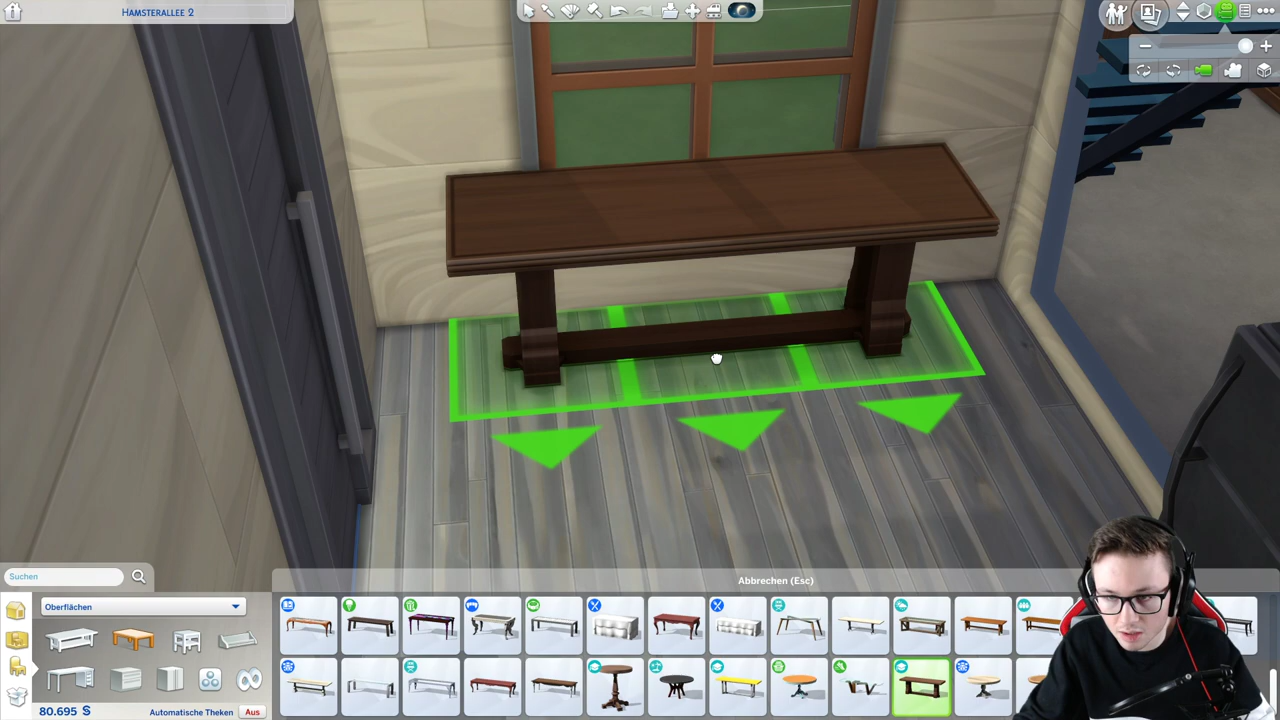 HAMSTERALLEE 2
Abbrechen (Esc)
Suchen
Oberflächen
80.695 $
Automatische Theken
Aus